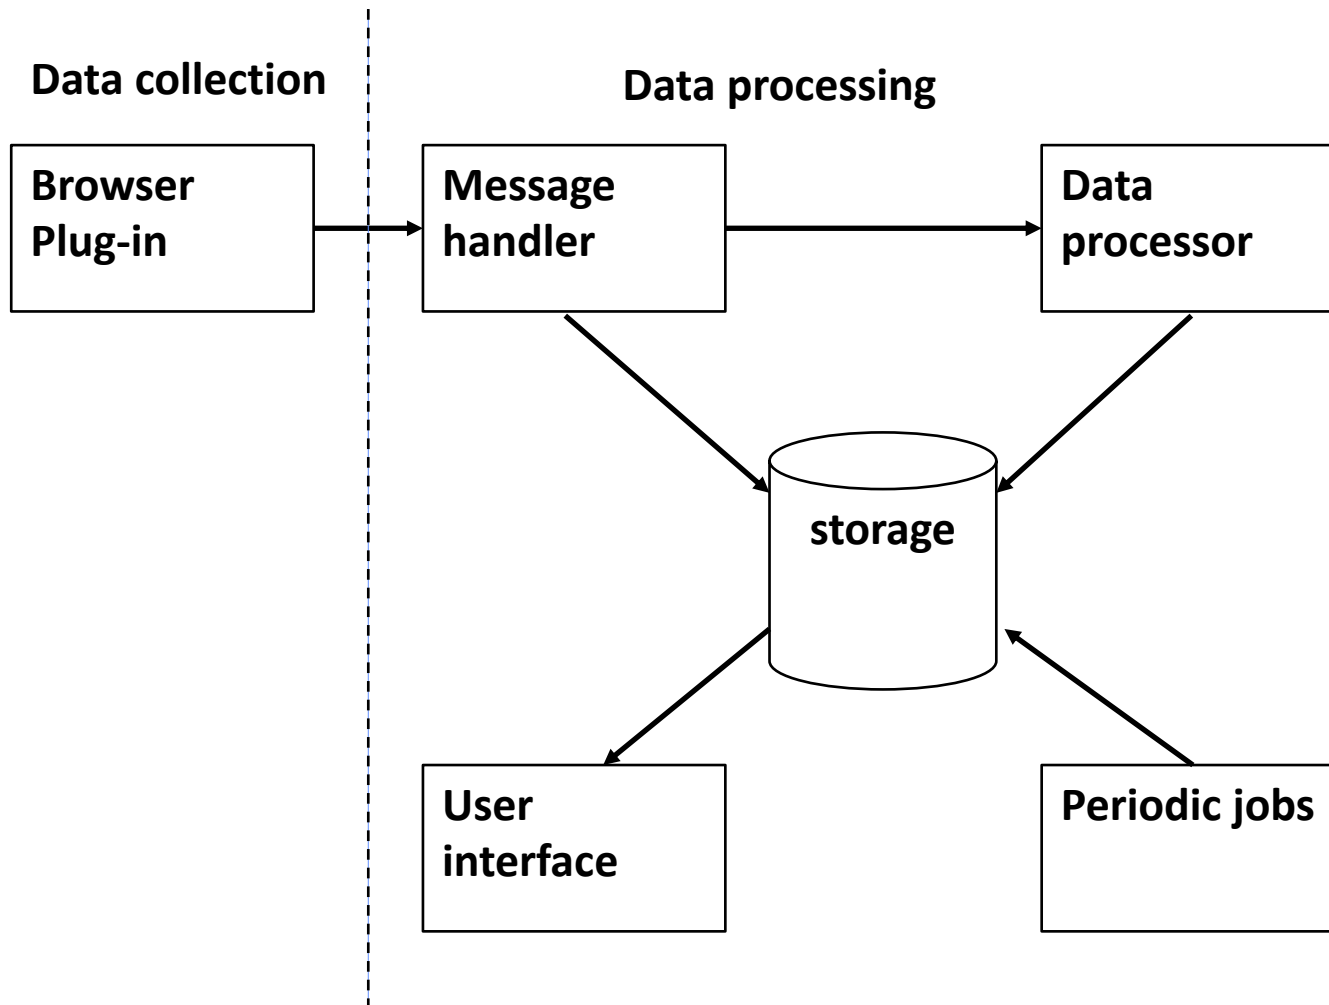 Data collection
Data processing
Browser
Plug-in
Message
handler
Data
processor
storage
User
interface
Periodic jobs